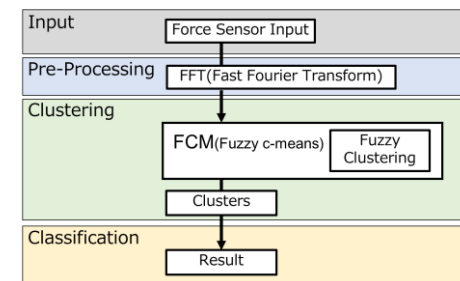 Input
Force Sensor Input
Pre-Processing
FFT(Fast Fourier Transform)
Clustering
FCM(Fuzzy c-means)
Fuzzy
Clustering
Clusters
Classification
Result